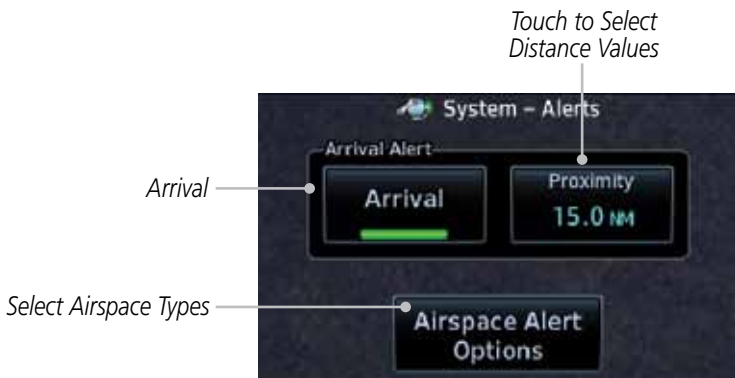 Touch to Select
Distance Values
System – Alerts
Arrival Alert
Arrival
Arrival
Proximity
15.0 NM
Select Airspace Types
Airspace Alert
Options